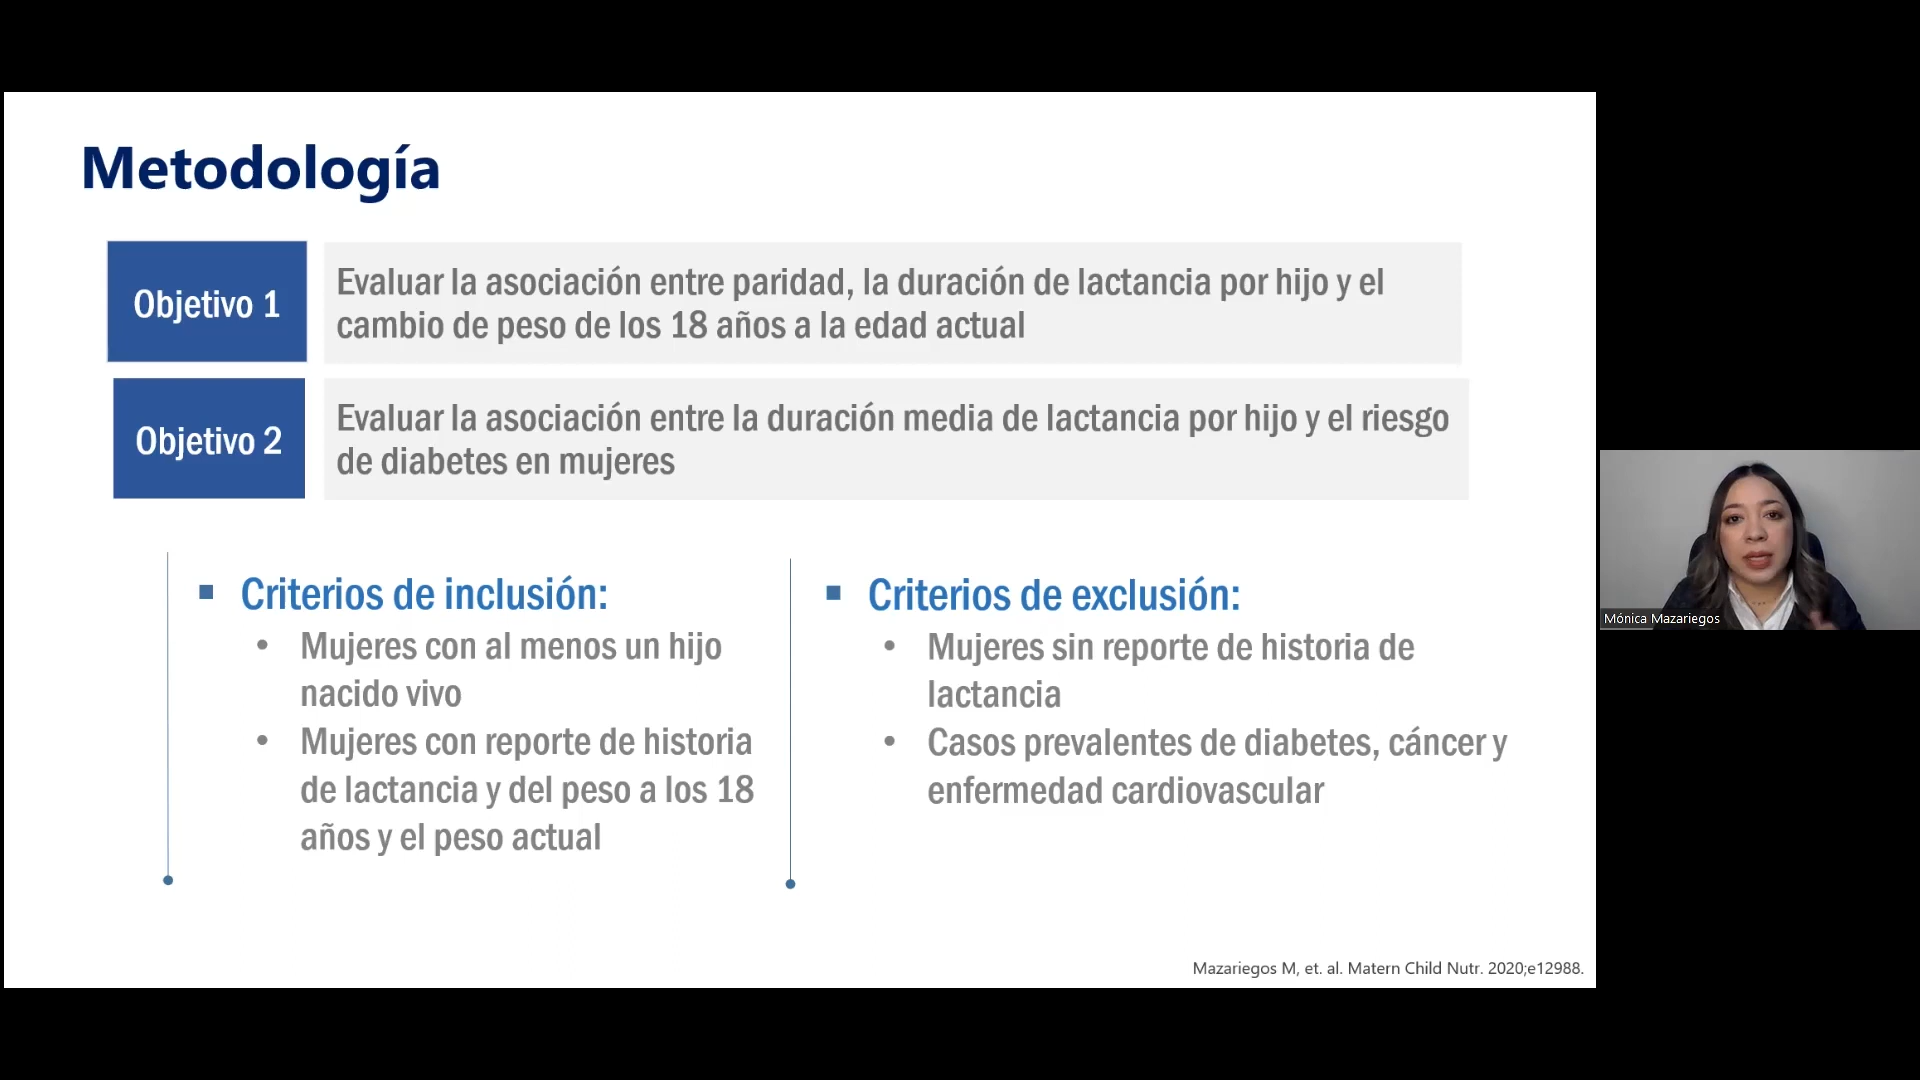 Metodología
Objetivo 1
Evaluar la asociación entre paridad, la duración de lactancia por hijo y el
cambio de peso de los 18 años a la edad actual
Objetivo 2
Evaluar la asociación entre la duración media de lactancia por hijo y el riesgo
de diabetes en mujeres
▪ Criterios de inclusión:
• Mujeres con al menos un hijo
nacido vivo
• Mujeres con reporte de historia
de lactancia y del peso a los 18
años y el peso actual
▪ Criterios de exclusión:
• Mujeres sin reporte de historia de
lactancia
• Casos prevalentes de diabetes, cáncer y
enfermedad cardiovascular
Mazariegos M, et. al. Matern Child Nutr. 2020;e12988.
Mónica Mazariegos